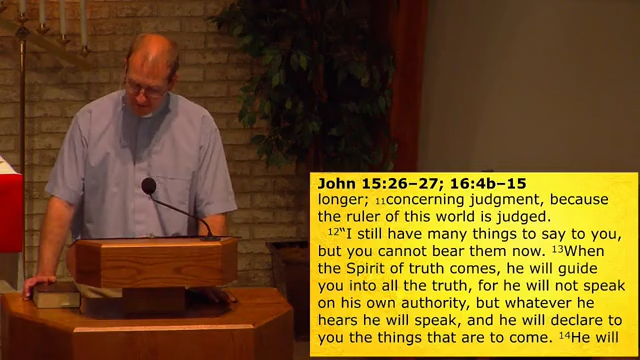 John 15:26–27; 16:4b–15
longer; 11concerning judgment, because
the ruler of this world is judged.
12“I still have many things to say to you,
but you cannot bear them now. 13When
the Spirit of truth comes, he will guide
you into all the truth, for he will not speak
on his own authority, but whatever he
hears he will speak, and he will declare to
you the things that are to come. 14He will